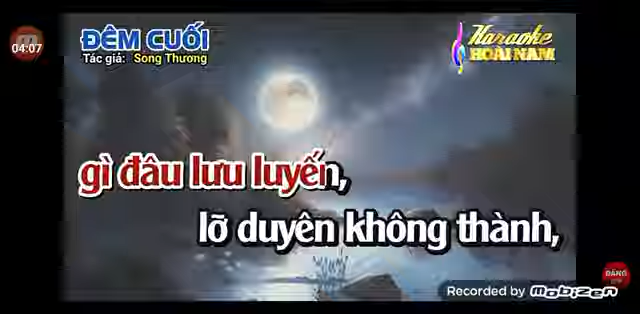 04:07
ĐÊM CUỐI
Tác giả: Sông Thương
Karaoke
HOÀI NAM
gì đâu lưu luyến,
lỡ duyên không thành,
Recorded by Mobizen